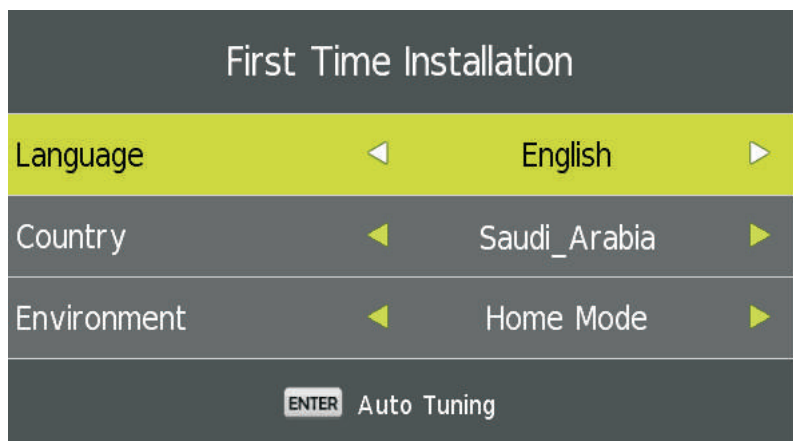 First Time Installation
Language English
Country Saudi_Arabia
Environment Home Mode
ENTER Auto Tuning